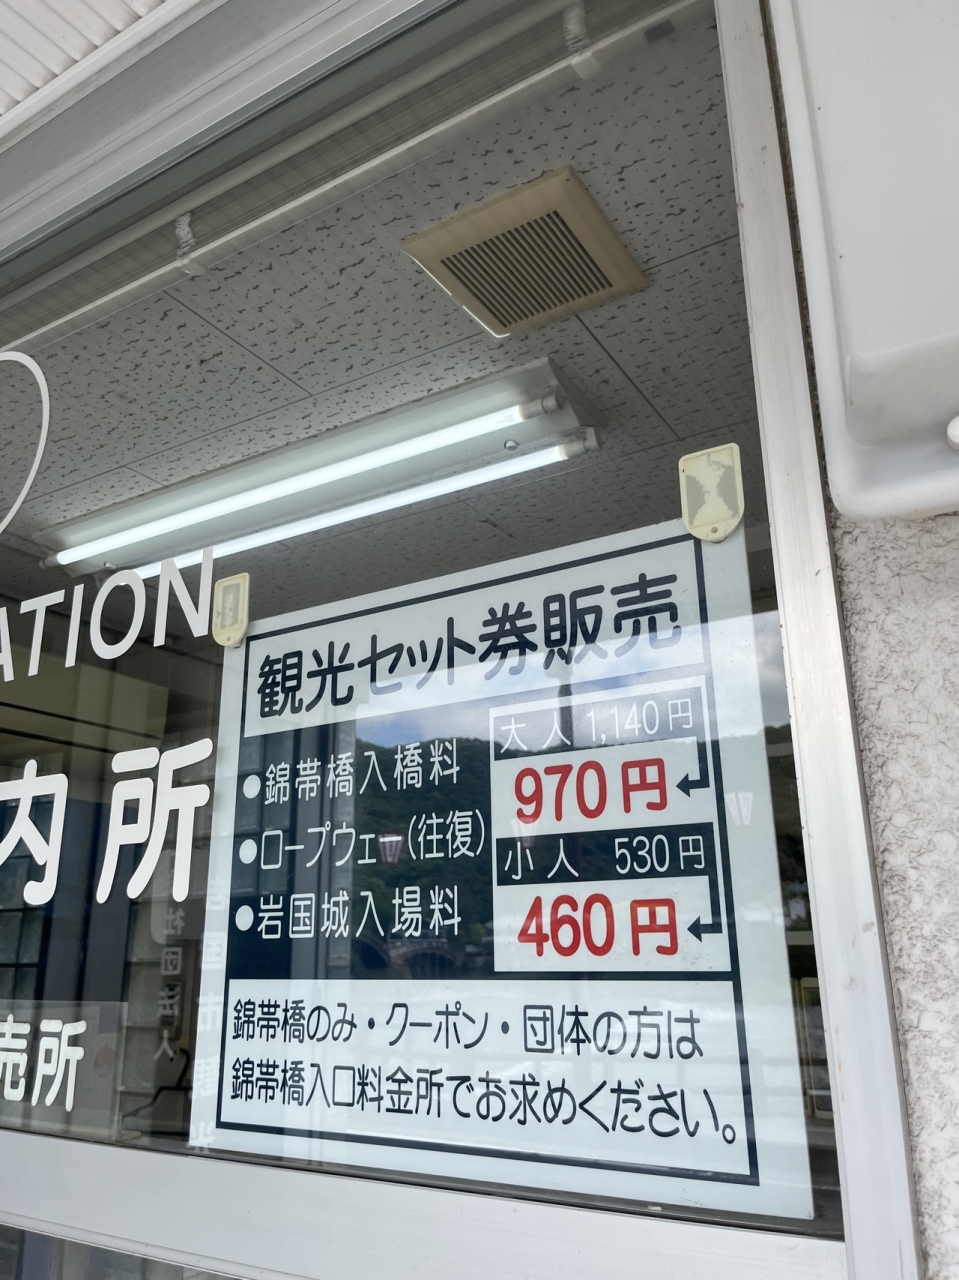 ATION
内所
売所
観光セット券販売
●錦帯橋入橋料
●ロープウェー(往復)
●岩国城入場料
大人 1,140円
970円
小人 530円
460円
錦帯橋のみ・クーポン・団体の方は
錦帯橋入口料金所でお求めください。
社団法人